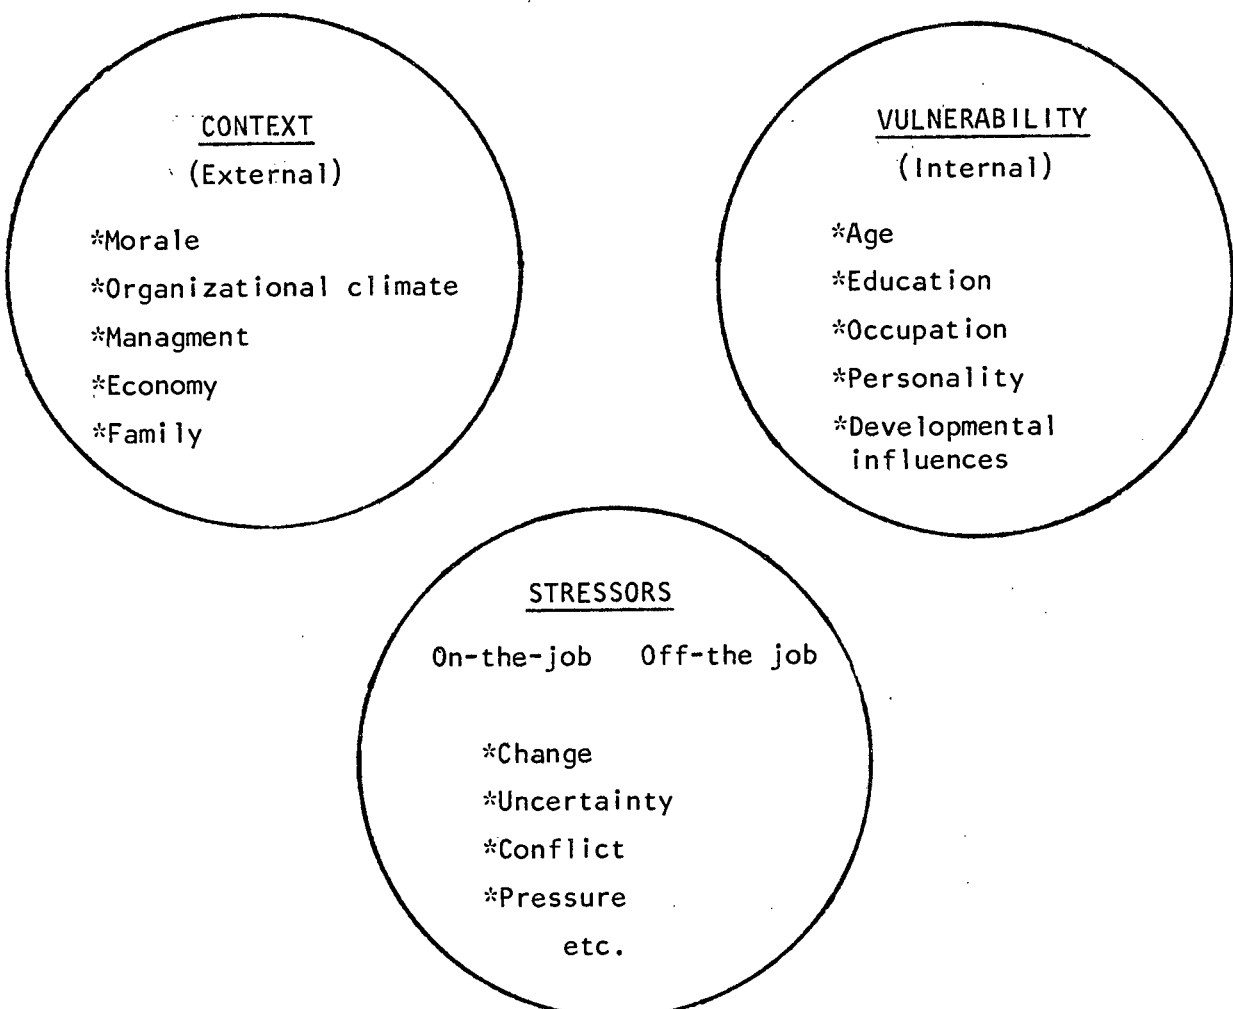 CONTEXT
(External)
*Morale
*Organizational climate
*Managment
*Economy
*Family
VULNERABILITY
(Internal)
*Age
*Education
*Occupation
*Personality
*Developmental
influences
STRESSORS
On-the-job Off-the job
*Change
*Uncertainty
*Conflict
*Pressure
etc.